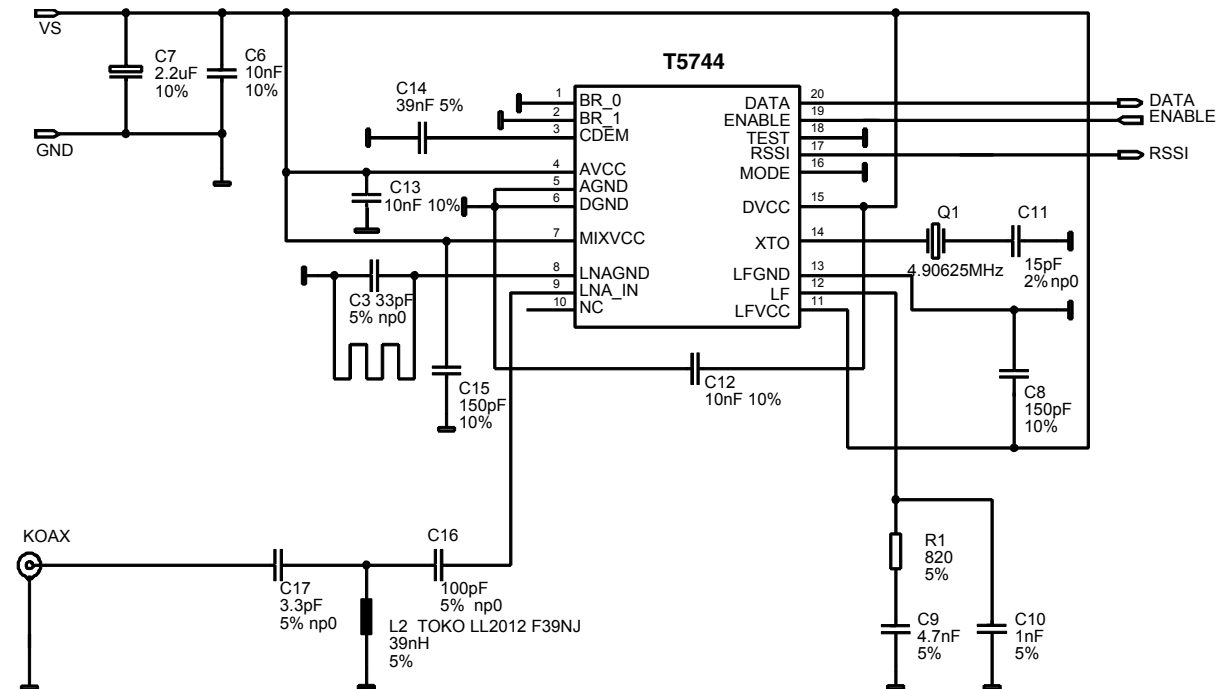 VS
GND
C7
2.2uF
10%
C6
10nF
10%
C14
39nF 5%
C13
10nF 10%
T5744
1 BR_0
2 BR_1
3 CDEM
4 AVCC
5 AGND
6 DGND
7 MIXVCC
8 LNAGND
9 LNA_IN
10 NC
DATA 20
ENABLE 19
TEST 18
RSSI 17
MODE 16
DVCC 15
XTO 14
LFGND 13
LF 12
LFVCC 11
DATA
ENABLE
RSSI
Q1
4.90625MHz
C11
15pF
2% np0
C3 33pF
5% np0
C15
150pF
10%
C12
10nF 10%
C8
150pF
10%
KOAX
C17
3.3pF
5% np0
C16
100pF
5% np0
L2 TOKO LL2012 F39NJ
39nH
5%
R1
820
5%
C9
4.7nF
5%
C10
1nF
5%